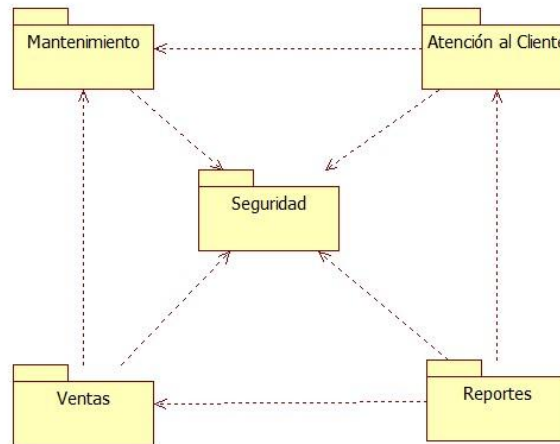 Mantenimiento
Atención al Cliente
Seguridad
Ventas
Reportes